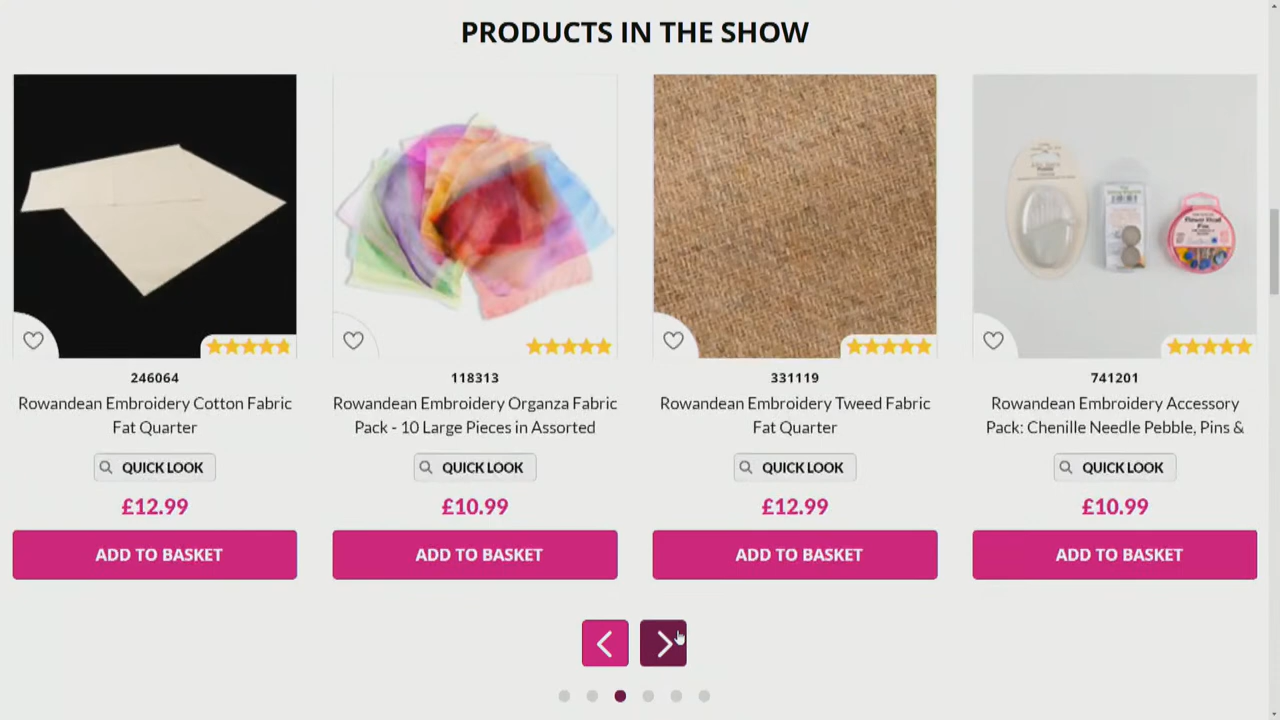 PRODUCTS IN THE SHOW
246064
Rowandean Embroidery Cotton Fabric
Fat Quarter
QUICK LOOK
£12.99
ADD TO BASKET
118313
Rowandean Embroidery Organza Fabric
Pack - 10 Large Pieces in Assorted
QUICK LOOK
£10.99
ADD TO BASKET
331119
Rowandean Embroidery Tweed Fabric
Fat Quarter
QUICK LOOK
£12.99
ADD TO BASKET
Flower Head
Pins
741201
Rowandean Embroidery Accessory
Pack: Chenille Needle Pebble, Pins &
QUICK LOOK
£10.99
ADD TO BASKET